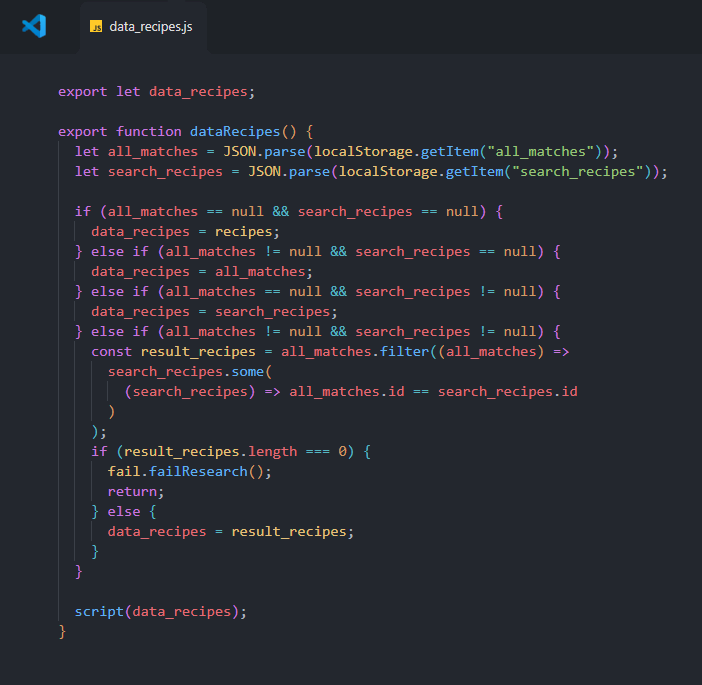 JS data_recipes.js
export let data_recipes;
export function dataRecipes() {
let all_matches = JSON.parse(localStorage.getItem("all_matches"));
let search_recipes = JSON.parse(localStorage.getItem("search_recipes"));
if (all_matches == null && search_recipes == null) {
data_recipes = recipes;
} else if (all_matches != null && search_recipes == null) {
data_recipes = all_matches;
} else if (all_matches == null && search_recipes != null) {
data_recipes = search_recipes;
} else if (all_matches != null && search_recipes != null) {
const result_recipes = all_matches.filter((all_matches) =>
search_recipes.some(
(search_recipes) => all_matches.id == search_recipes.id
)
);
if (result_recipes.length === 0) {
fail.failResearch();
return;
} else {
data_recipes = result_recipes;
}
}
script(data_recipes);
}